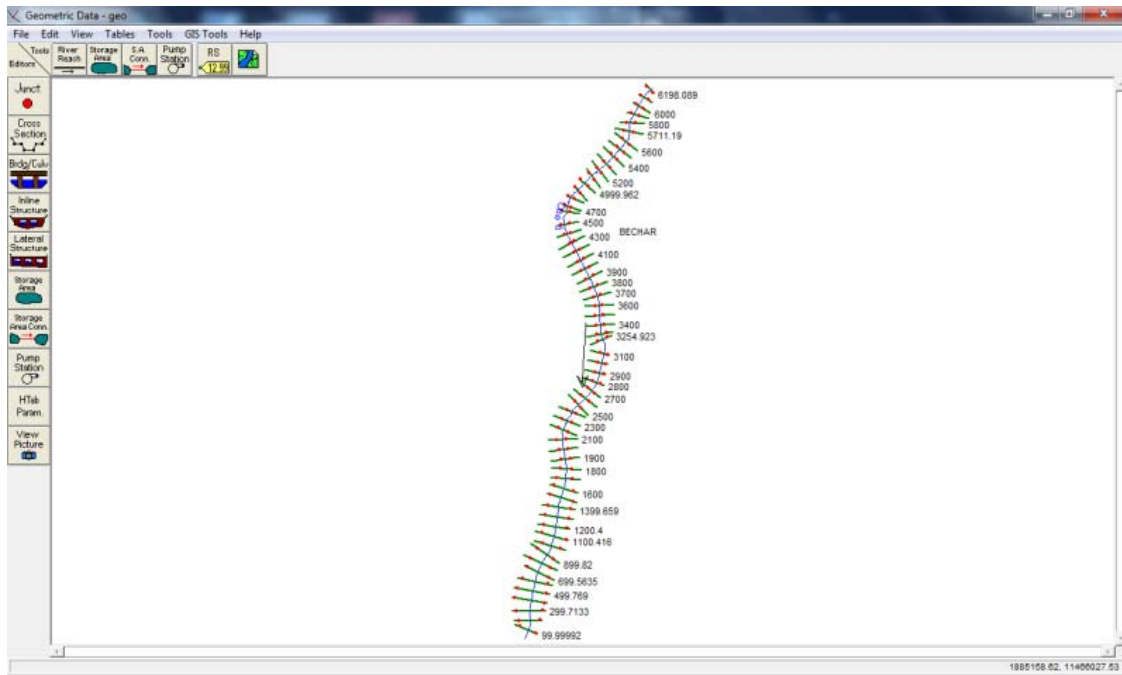 Geometric Data - geo
File Edit View Tables Tools GIS Tools Help
Tools
Editors
River Reach
Storage Area
S.A. Conn.
Pump Station
RS
12.99
Junct.
Cross Section
Brdg/Culv
Inline Structure
Lateral Structure
Storage Area
Storage Area Conn.
Pump Station
HTab Param.
View Picture
6198.089
6000
5800
5711.19
5600
5400
5200
4999.962
4700
4500
BECHAR
4300
4100
3900
3800
3700
3600
3400
3254.923
3100
2900
2800
2700
2500
2300
2100
1900
1800
1600
1399.659
1200.4
1100.416
899.82
699.5635
499.769
299.7133
99.99992
1885158.62, 11466027.53